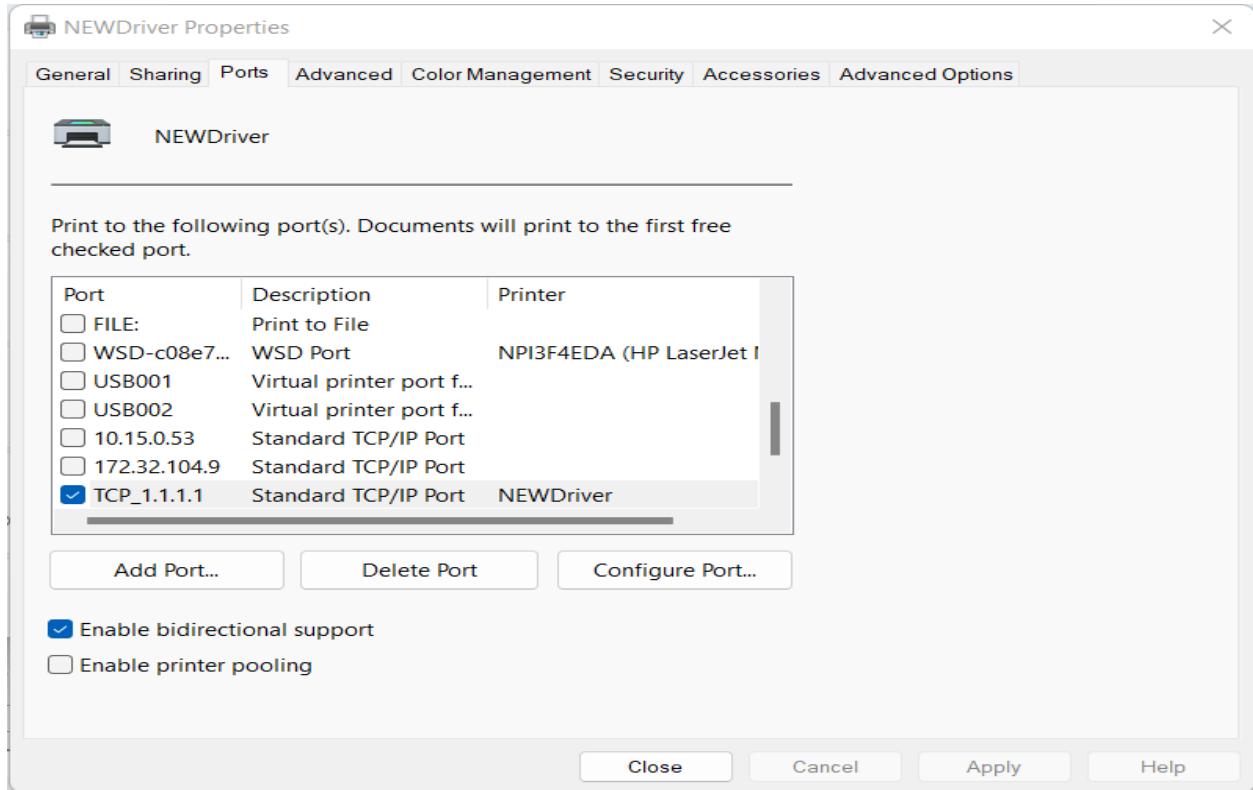 NEWDriver Properties
General Sharing Ports Advanced Color Management Security Accessories Advanced Options
NEWDriver
Print to the following port(s). Documents will print to the first free
checked port.
Port Description Printer
FILE: Print to File
WSD-c08e7... WSD Port NPI3F4EDA (HP LaserJet
USB001 Virtual printer port f...
USB002 Virtual printer port f...
10.15.0.53 Standard TCP/IP Port
172.32.104.9 Standard TCP/IP Port
TCP_1.1.1.1 Standard TCP/IP Port NEWDriver
Add Port... Delete Port Configure Port...
Enable bidirectional support
Enable printer pooling
Close Cancel Apply Help